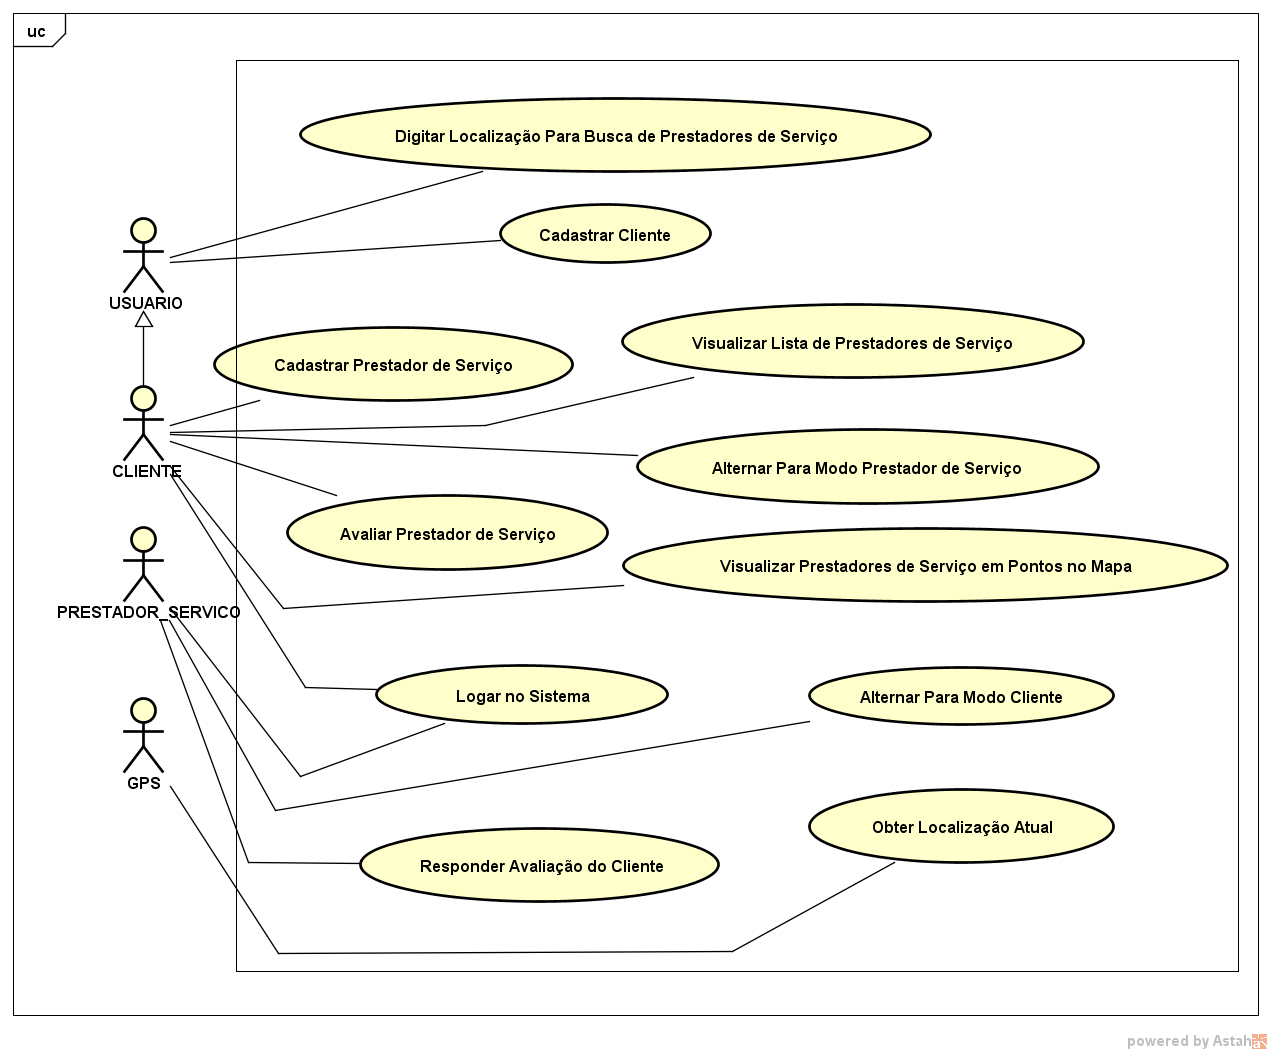 uc
Digitar Localização Para Busca de Prestadores de Serviço
Cadastrar Cliente
USUARIO
Visualizar Lista de Prestadores de Serviço
Cadastrar Prestador de Serviço
CLIENTE
Alternar Para Modo Prestador de Serviço
Avaliar Prestador de Serviço
Visualizar Prestadores de Serviço em Pontos no Mapa
PRESTADOR_SERVICO
Logar no Sistema
Alternar Para Modo Cliente
GPS
Obter Localização Atual
Responder Avaliação do Cliente
powered by Astah